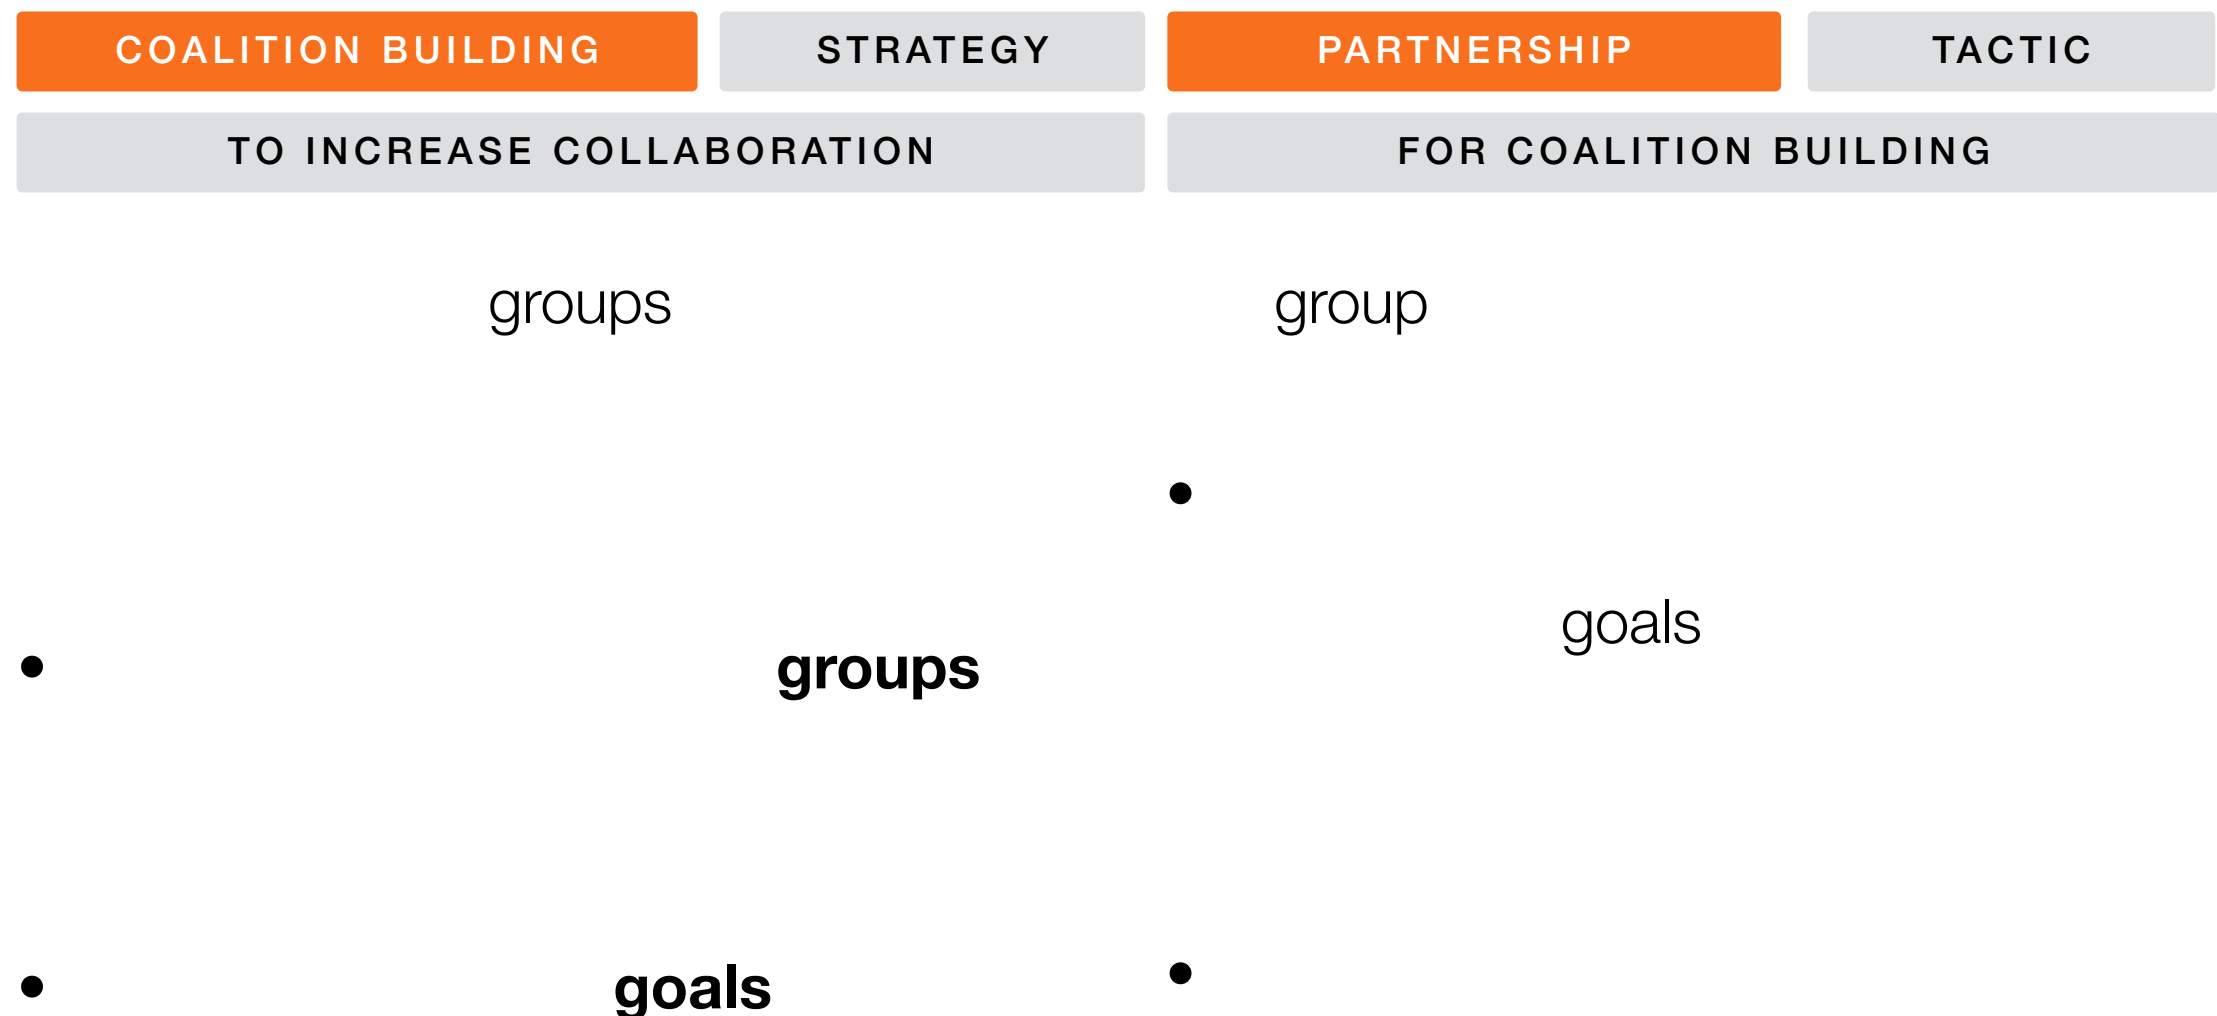 COALITION BUILDING STRATEGY
TO INCREASE COLLABORATION
groups
• groups
• goals
PARTNERSHIP TACTIC
FOR COALITION BUILDING
group
•
goals
•